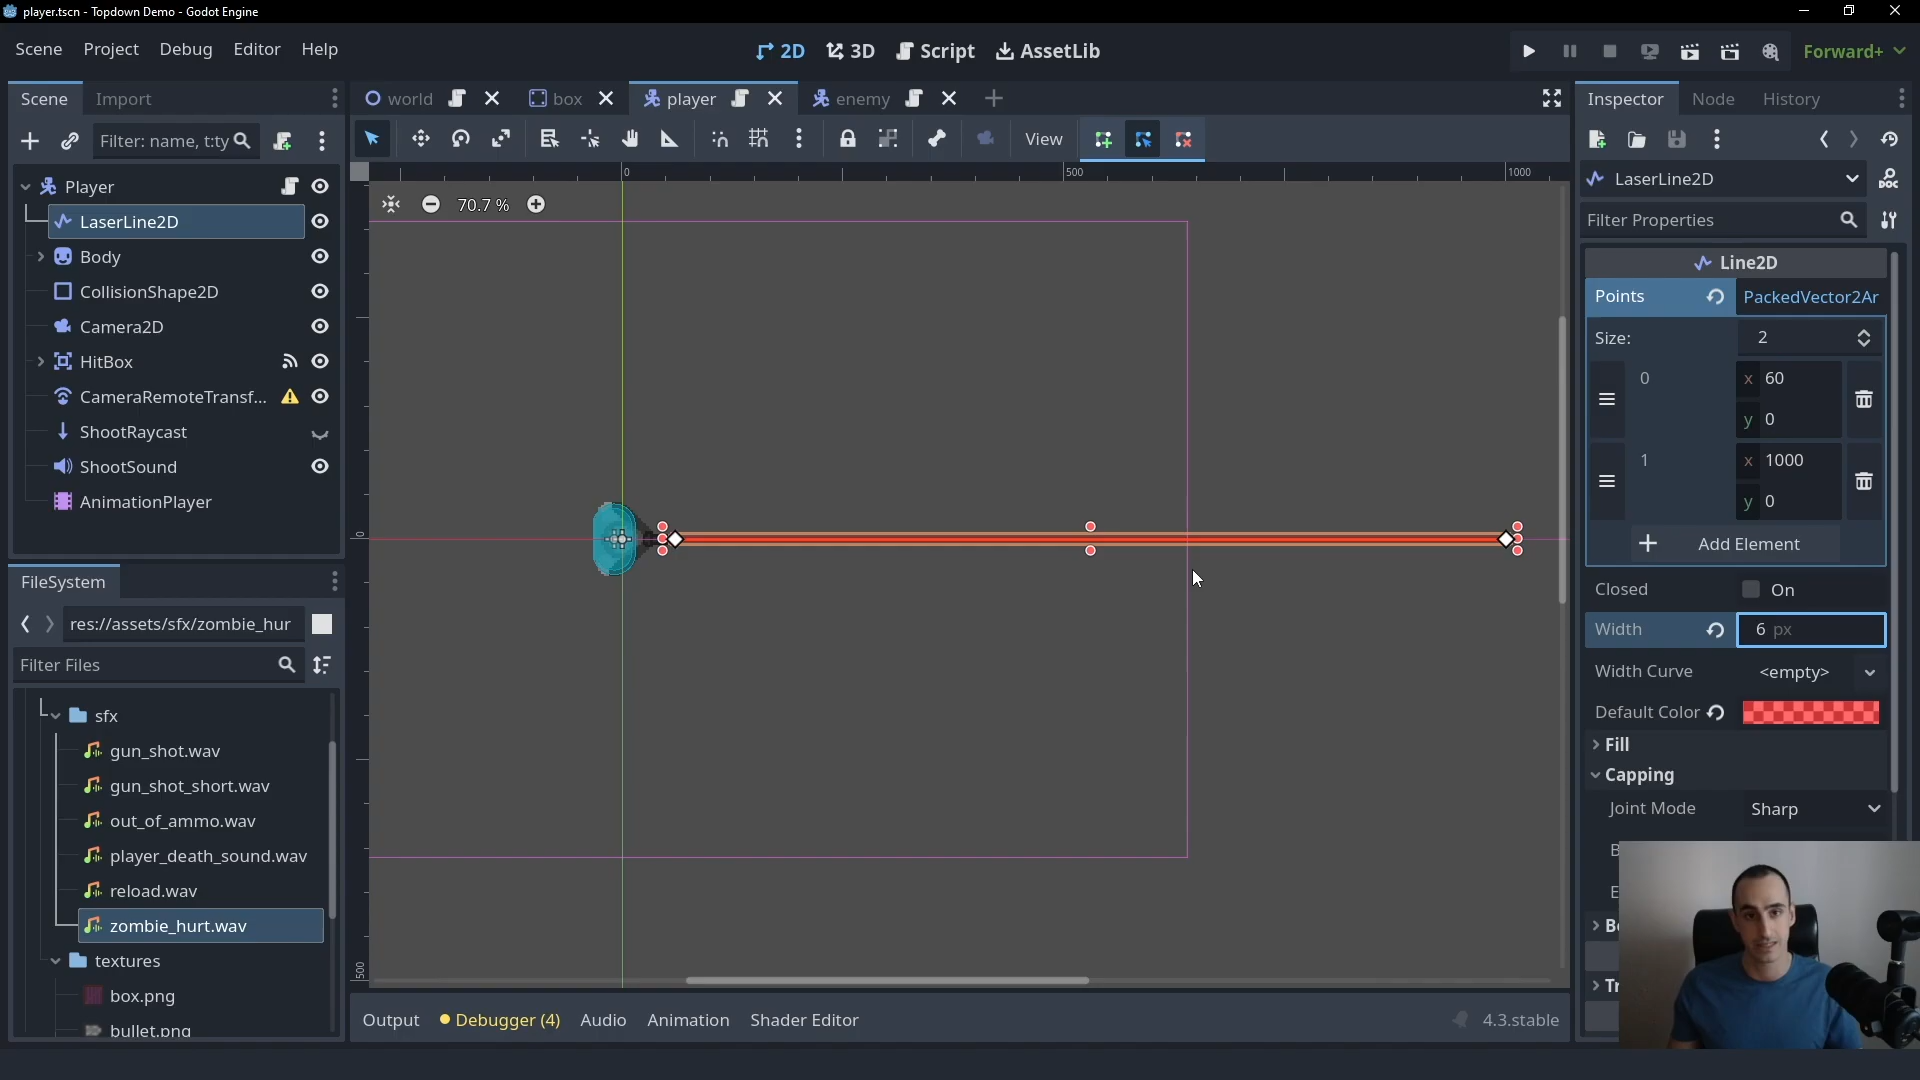 player.tscn - Topdown Demo - Godot Engine
Scene Project Debug Editor Help
2D 3D Script AssetLib
Forward+
Scene Import
world box player enemy
Inspector Node History
Filter: name, t:ty
View
Player
LaserLine2D
Body
CollisionShape2D
Camera2D
HitBox
CameraRemoteTransf...
ShootRaycast
ShootSound
AnimationPlayer
0 500 1000
70.7 %
0
500
LaserLine2D
Filter Properties
Line2D
Points PackedVector2Ar
Size: 2
0 x 60
y 0
1 x 1000
y 0
Add Element
Closed On
Width 6 px
Width Curve <empty>
Default Color
Fill
Capping
Joint Mode Sharp
FileSystem
res://assets/sfx/zombie_hur
Filter Files
sfx
gun_shot.wav
gun_shot_short.wav
out_of_ammo.wav
player_death_sound.wav
reload.wav
zombie_hurt.wav
textures
box.png
bullet.png
Output Debugger (4) Audio Animation Shader Editor
4.3.stable